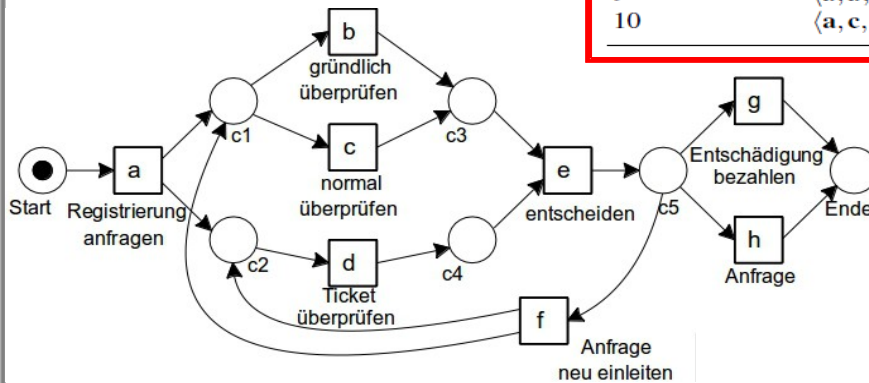 10 ⟨a, c,
b
gründlich
überprüfen
c1
c3
g
c
normal
überprüfen
a
e
Entschädigung
bezahlen
Start
Registrierung
anfragen
entscheiden
c5
Ende
c2
d
c4
h
Anfrage
Ticket
überprüfen
f
Anfrage
neu einleiten